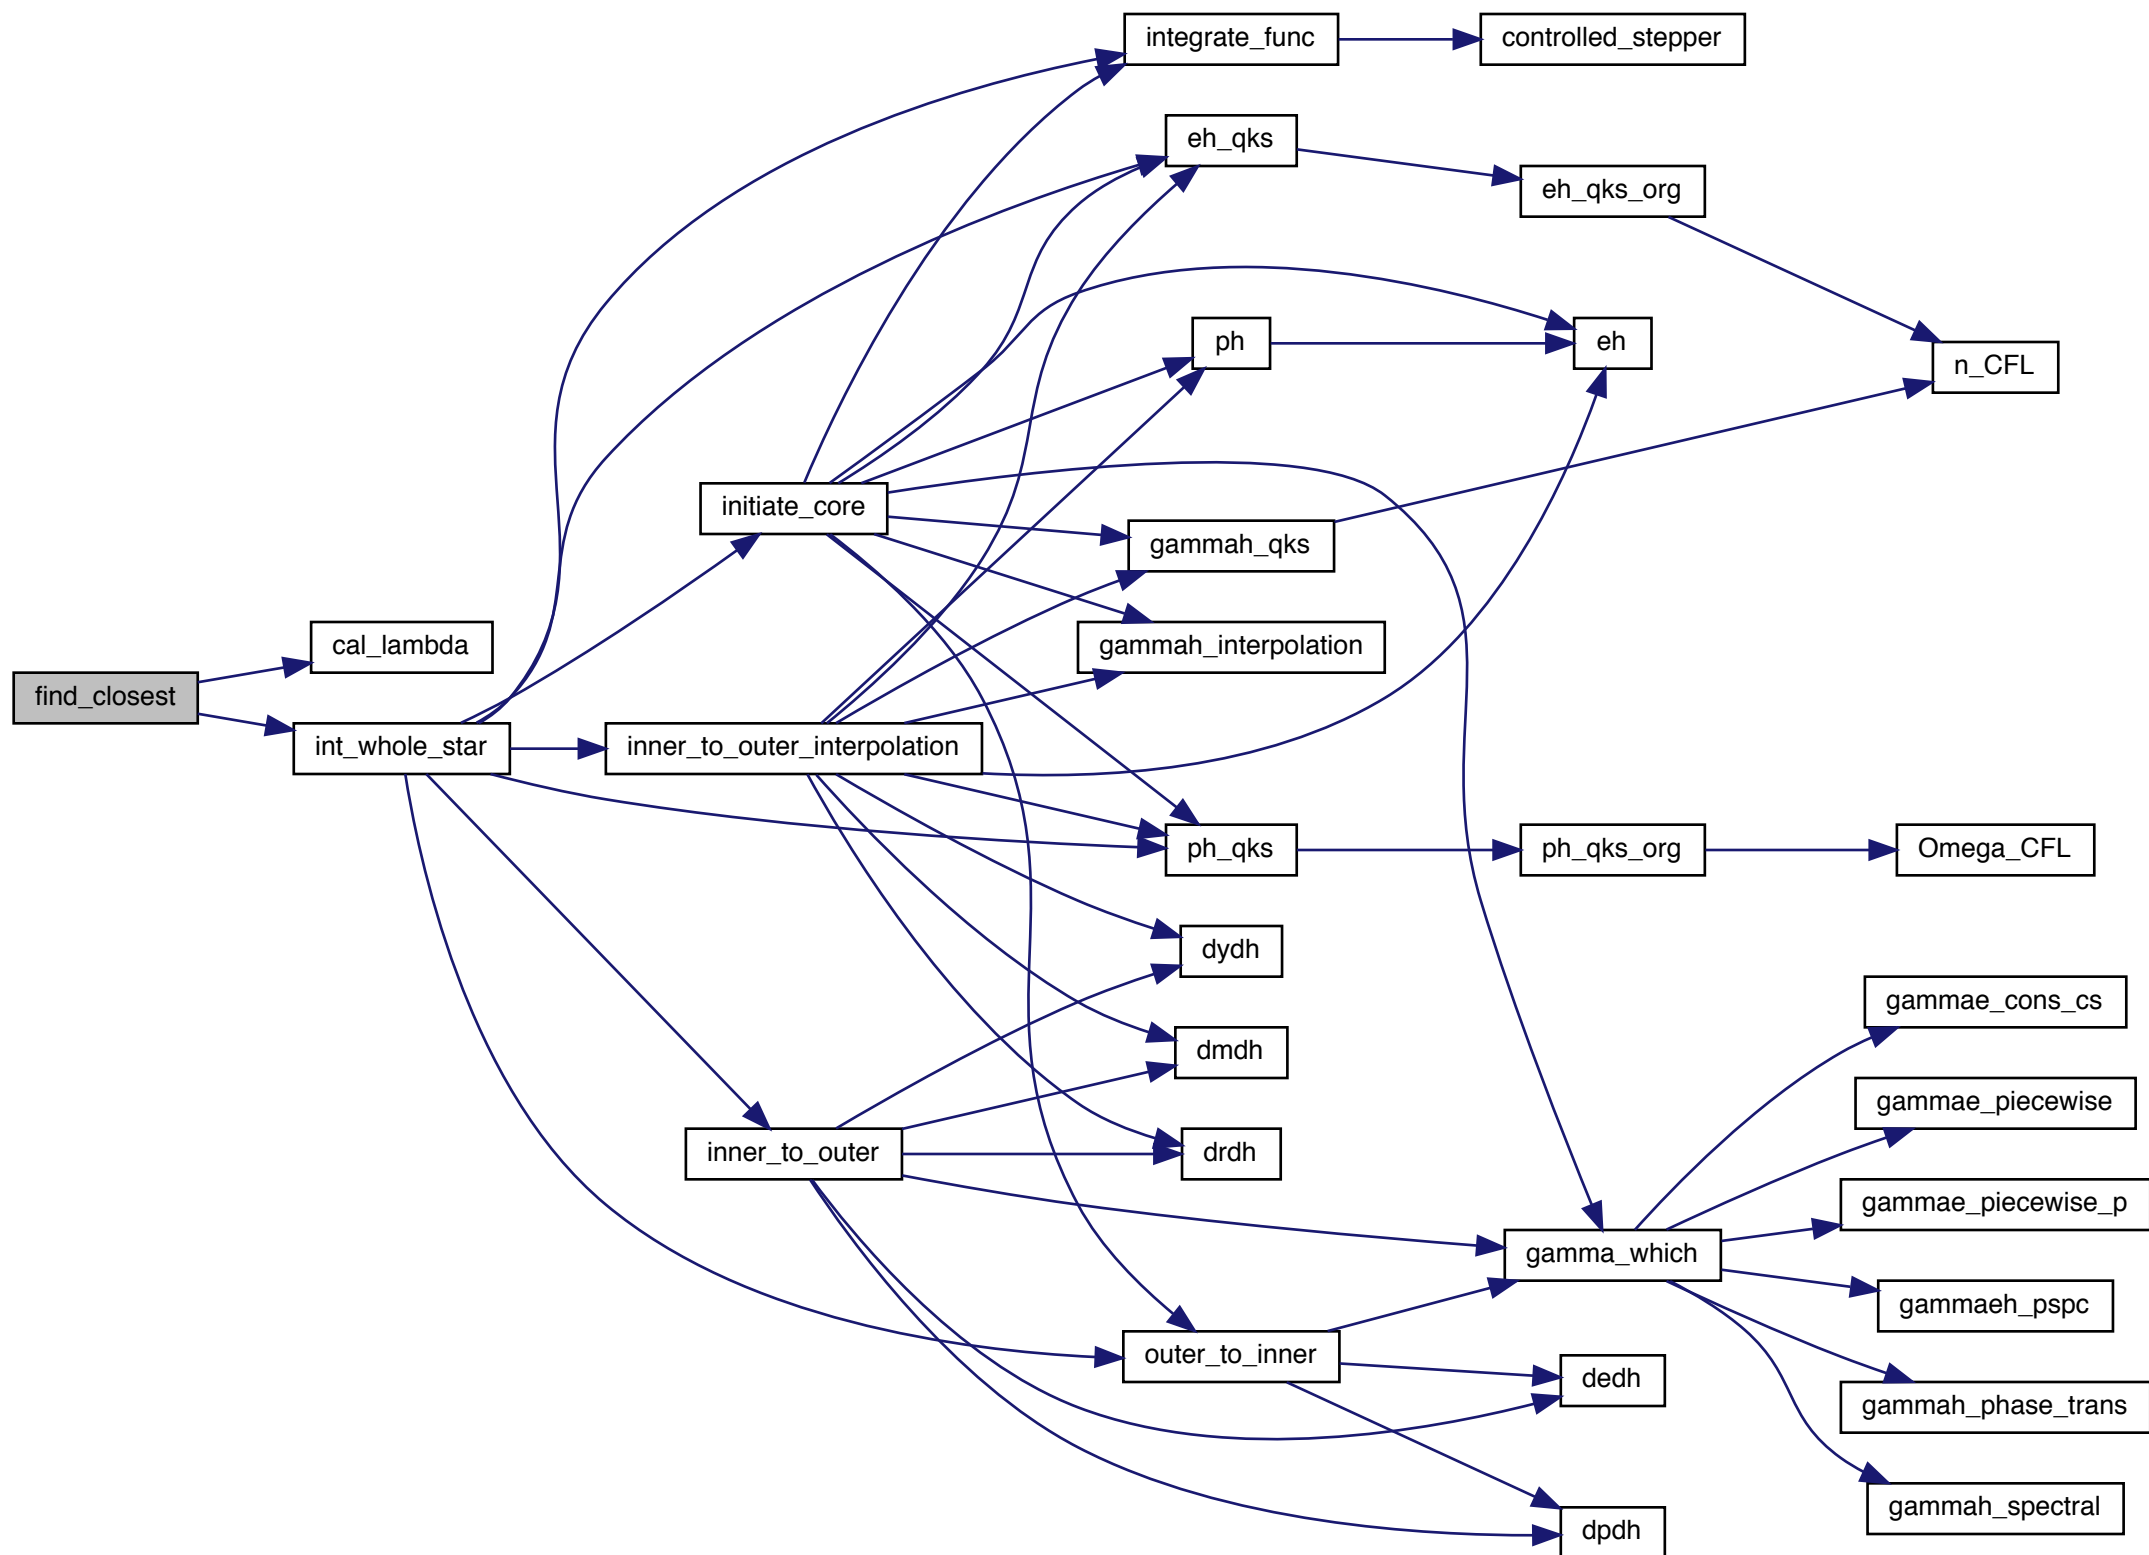 integrate_func
controlled_stepper
eh_qks
eh_qks_org
ph
eh
n_CFL
initiate_core
gammah_qks
cal_lambda
gammah_interpolation
find_closest
int_whole_star
inner_to_outer_interpolation
ph_qks
ph_qks_org
Omega_CFL
dydh
gammae_cons_cs
dmdh
gammae_piecewise
inner_to_outer
drdh
gammae_piecewise_p
gamma_which
gammaeh_pspc
outer_to_inner
dedh
gammah_phase_trans
gammah_spectral
dpdh